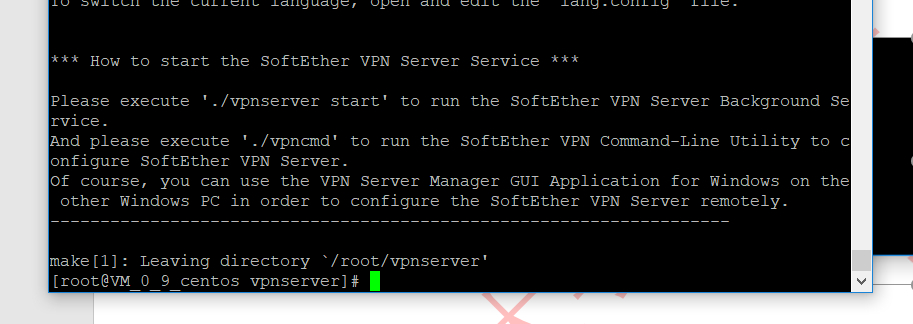 To switch the current language, open and edit the 'lang.config' file.
*** How to start the SoftEther VPN Server Service ***
Please execute './vpnserver start' to run the SoftEther VPN Server Background Se
rvice.
And please execute './vpncmd' to run the SoftEther VPN Command-Line Utility to c
onfigure SoftEther VPN Server.
Of course, you can use the VPN Server Manager GUI Application for Windows on the
 other Windows PC in order to configure the SoftEther VPN Server remotely.
--------------------------------------------------------------------
make[1]: Leaving directory `/root/vpnserver'
[root@VM_0_9_centos vpnserver]#